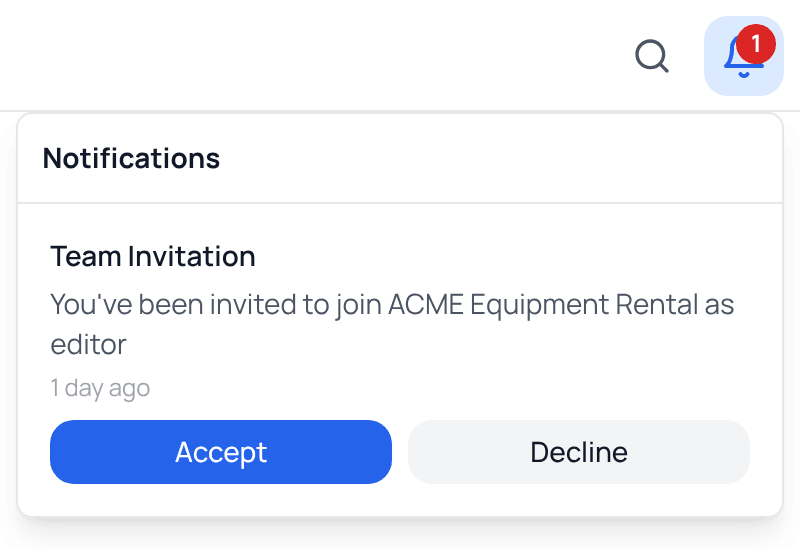 1
Notifications
Team Invitation
You've been invited to join ACME Equipment Rental as
editor
1 day ago
Accept
Decline